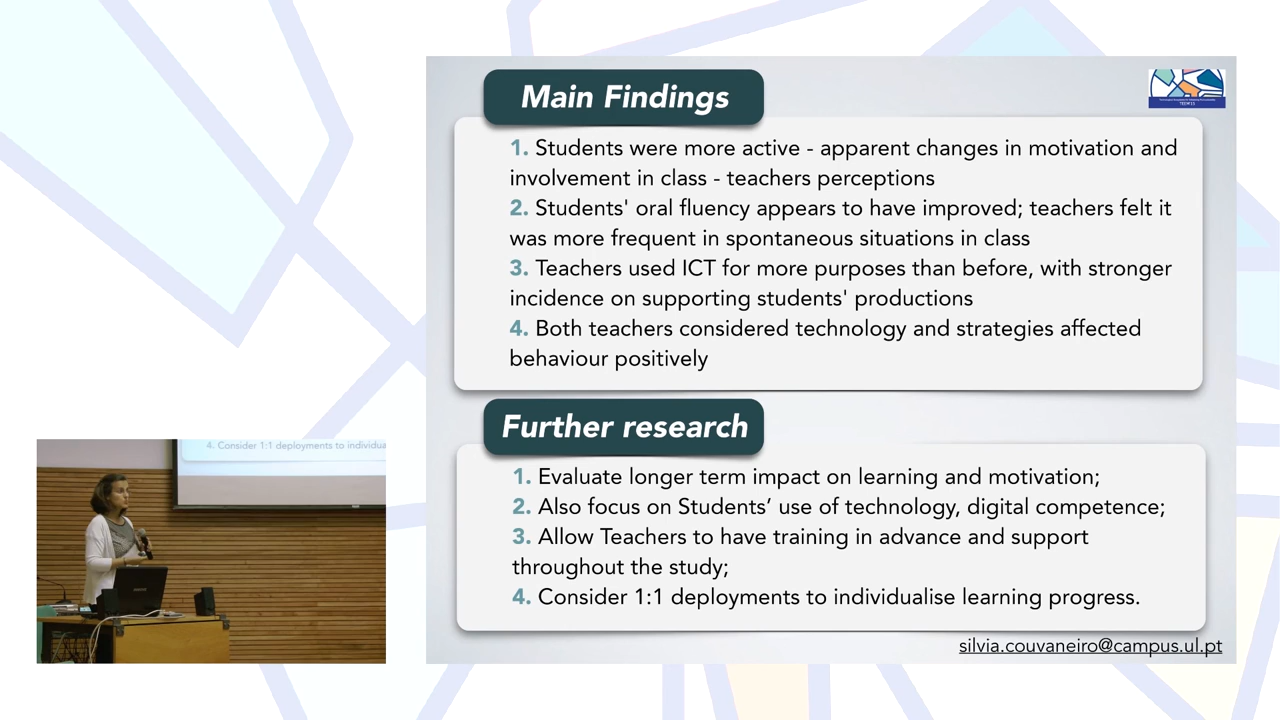 Main Findings
1. Students were more active - apparent changes in motivation and
involvement in class - teachers perceptions
2. Students' oral fluency appears to have improved; teachers felt it
was more frequent in spontaneous situations in class
3. Teachers used ICT for more purposes than before, with stronger
incidence on supporting students' productions
4. Both teachers considered technology and strategies affected
behaviour positively
Further research
1. Evaluate longer term impact on learning and motivation;
2. Also focus on Students’ use of technology, digital competence;
3. Allow Teachers to have training in advance and support
throughout the study;
4. Consider 1:1 deployments to individualise learning progress.
silvia.couvaneiro@campus.ul.pt
4. Consider 1:1 deployments to individua